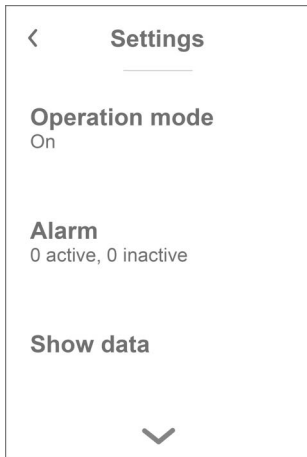 Settings
Operation mode
On
Alarm
0 active, 0 inactive
Show data